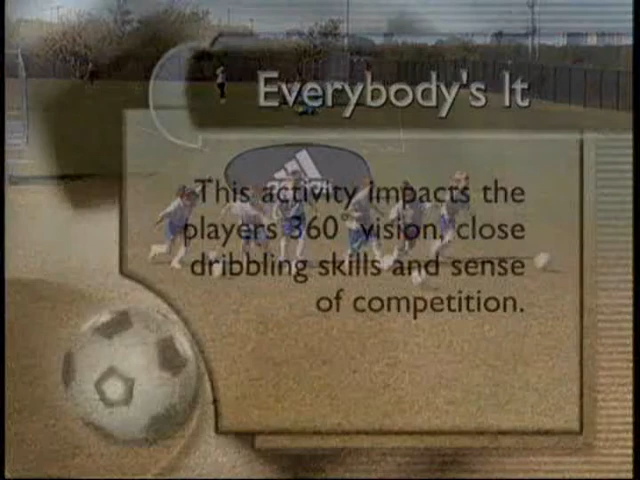 Everybody's It
This activity impacts the
players 360° vision, close
dribbling skills and sense
of competition.